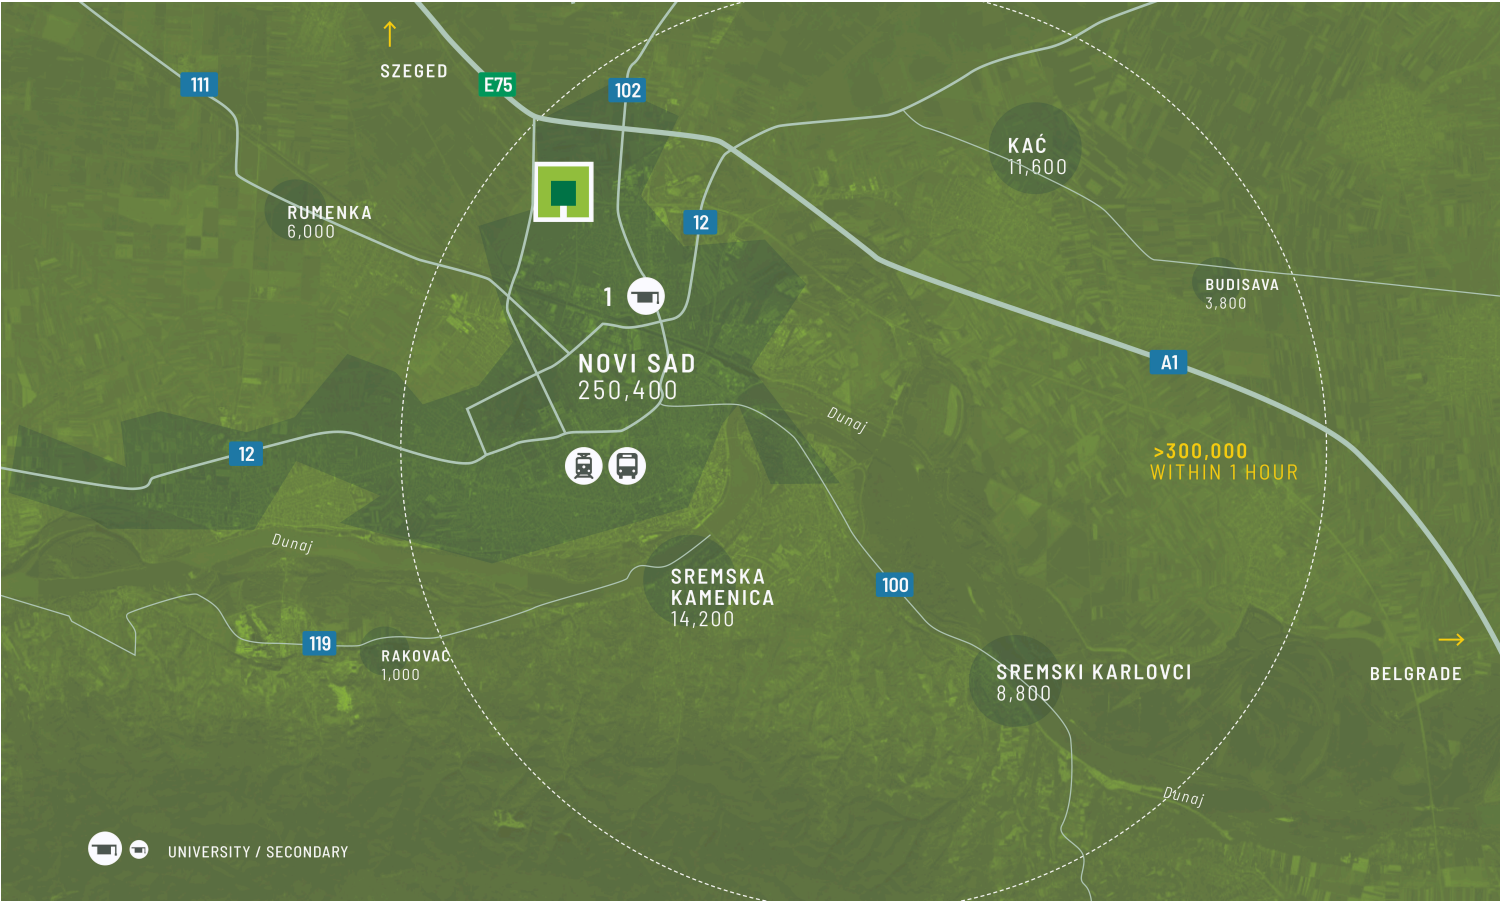 SZEGED
111
E75
102
KAĆ
11,600
RUMENKA
6,000
12
BUDISAVA
3,800
1
NOVI SAD
250,400
A1
Dunaj
12
>300,000
WITHIN 1 HOUR
Dunaj
SREMSKA
KAMENICA
14,200
100
119
RAKOVAC
1,000
SREMSKI KARLOVCI
8,800
BELGRADE
Dunaj
UNIVERSITY / SECONDARY